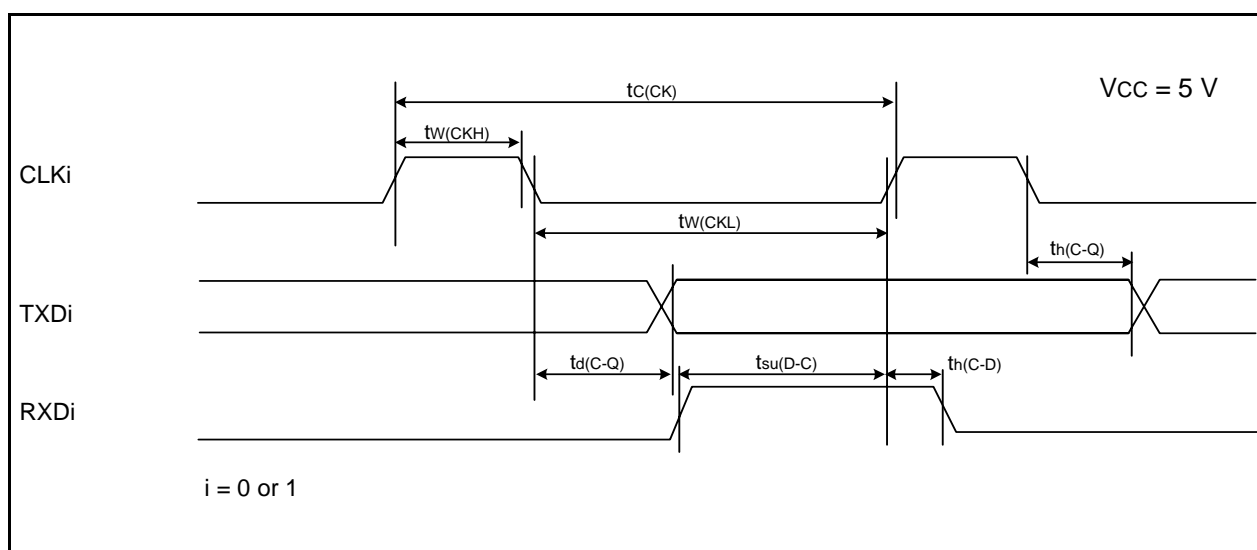 tC(CK)
VCC = 5 V
tW(CKH)
CLKi
tW(CKL)
th(C-Q)
TXDi
td(C-Q)
tsu(D-C)
th(C-D)
RXDi
i = 0 or 1